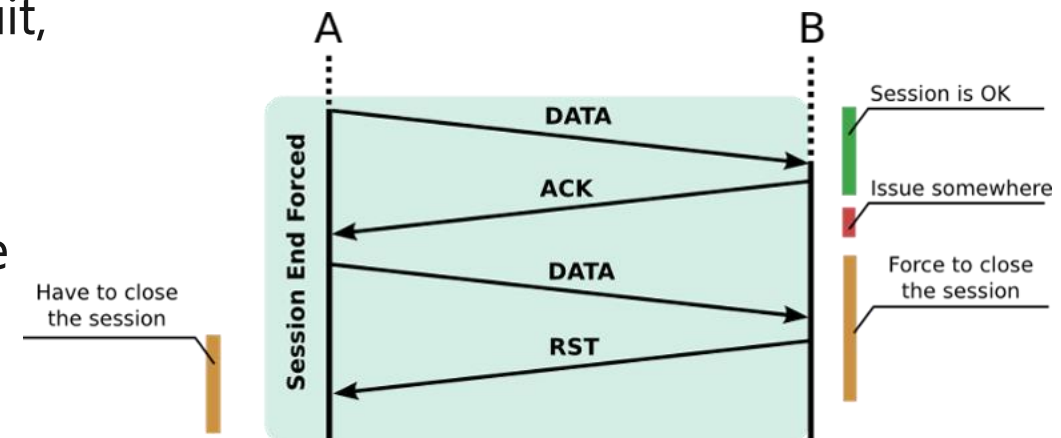 uit,
e
A
B
Session End Forced
DATA
ACK
DATA
RST
Session is OK
Issue somewhere
Force to close
the session
Have to close
the session